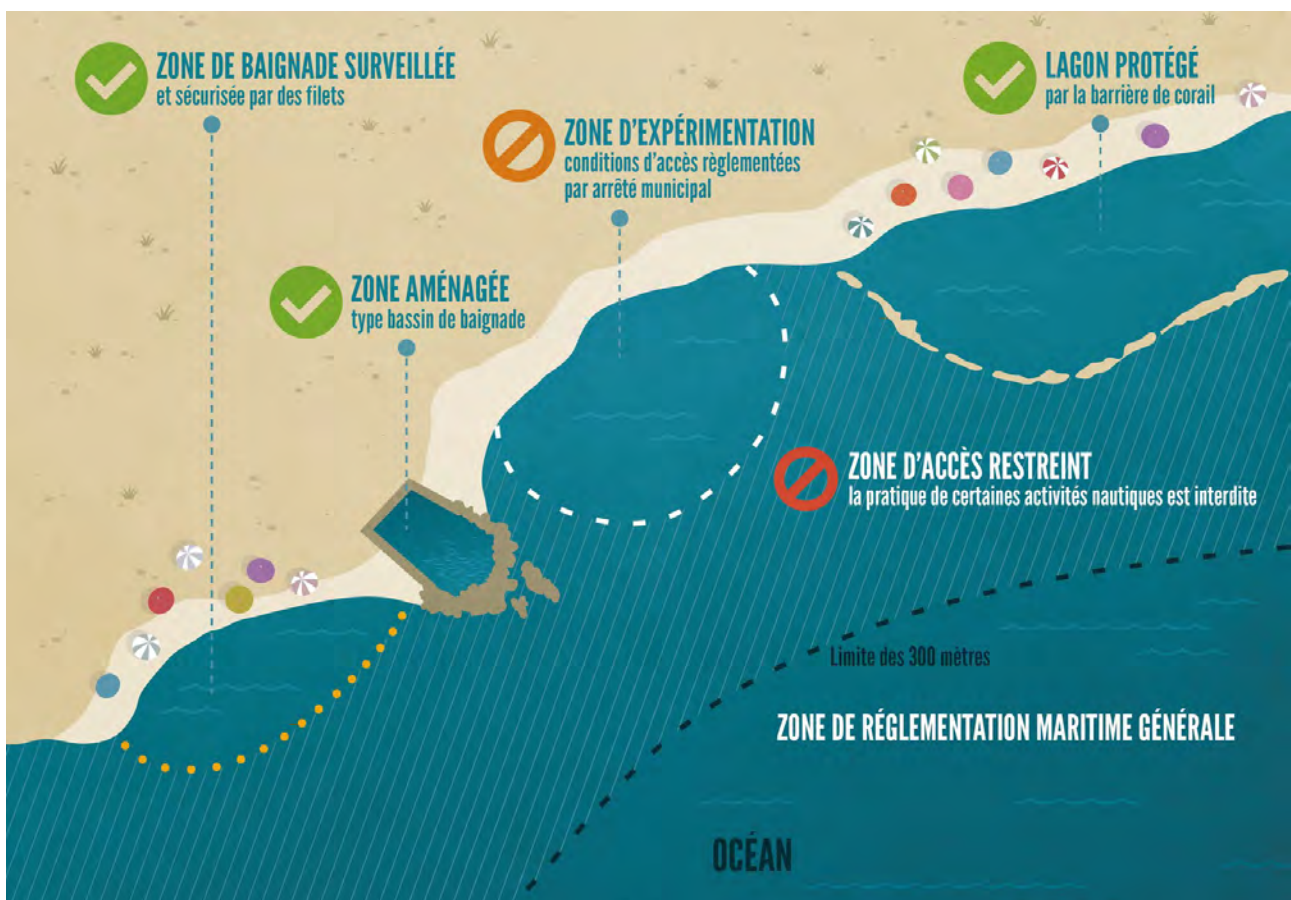 ZONE DE BAIGNADE SURVEILLÉE
et sécurisée par des filets
LAGON PROTÉGÉ
par la barrière de corail
ZONE D'EXPÉRIMENTATION
conditions d'accès règlementées
par arrêté municipal
ZONE AMÉNAGÉE
type bassin de baignade
ZONE D'ACCÈS RESTREINT
la pratique de certaines activités nautiques est interdite
Limite des 300 mètres
ZONE DE RÉGLEMENTATION MARITIME GÉNÉRALE
OCÉAN